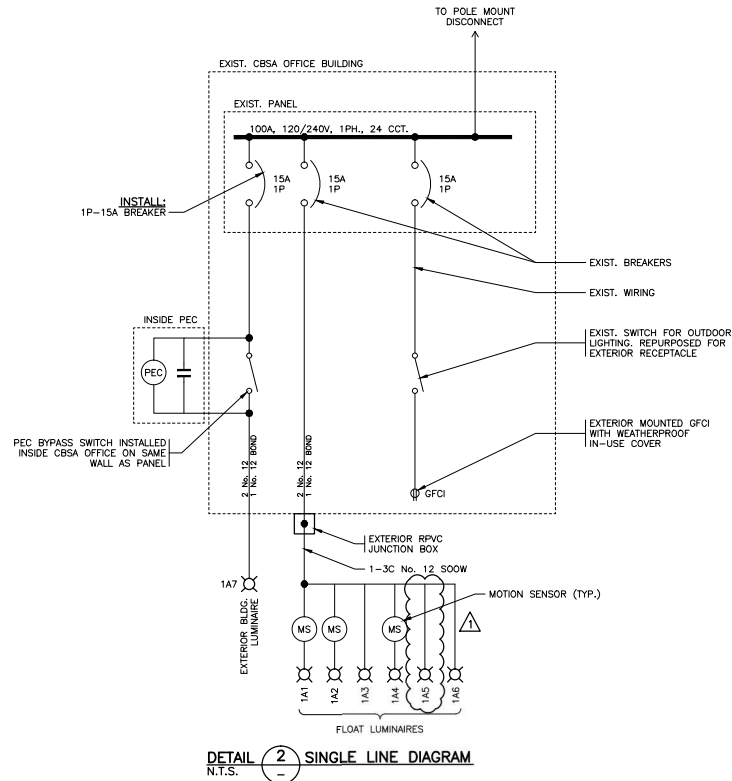 TO POLE MOUNT
DISCONNECT
EXIST. CBSA OFFICE BUILDING
EXIST. PANEL
100A, 120/240V, 1PH., 24 CCT.
15A
1P
15A
1P
15A
1P
INSTALL:
1P-15A BREAKER
EXIST. BREAKERS
EXIST. WIRING
INSIDE PEC
PEC
EXIST. SWITCH FOR OUTDOOR
LIGHTING. REPURPOSED FOR
EXTERIOR RECEPTACLE
PEC BYPASS SWITCH INSTALLED
INSIDE CBSA OFFICE ON SAME
WALL AS PANEL
EXTERIOR MOUNTED GFCI
WITH WEATHERPROOF
IN-USE COVER
2 No. 12
1 No. 12 BOND
2 No. 12
1 No. 12 BOND
GFCI
EXTERIOR RPVC
JUNCTION BOX
1-3C No. 12 SOOW
1A7
EXTERIOR BLDG.
LUMINAIRE
MOTION SENSOR (TYP.)
MS
MS
MS
1
1A1
1A2
1A3
1A4
1A5
1A6
FLOAT LUMINAIRES
DETAIL 2 SINGLE LINE DIAGRAM
N.T.S. –